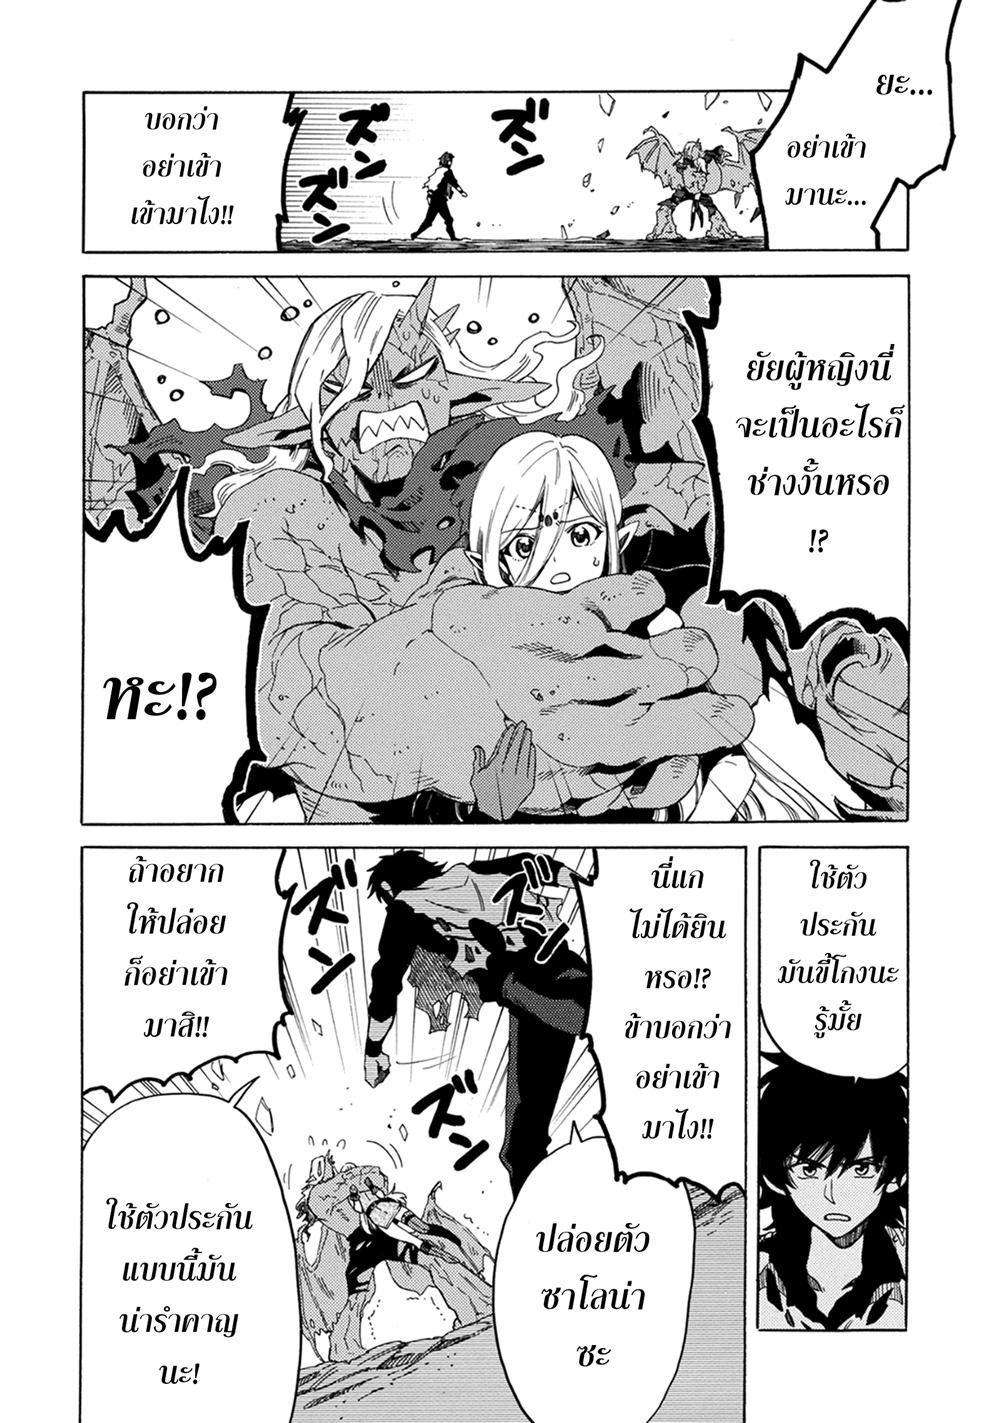 ยะ...
อย่าเข้า
มานะ...
บอกว่า
อย่าเข้า
เข้ามาไง!!
ซึน
ซึน
ซึน
ยัยผู้หญิงนี่
จะเป็นอะไรก็
ช่างงั้นหรอ
!?
หะ!?
ใช้ตัว
ประกัน
มันขี้โกงนะ
รู้มั้ย
นี่แก
ไม่ได้ยิน
หรอ!?
ข้าบอกว่า
อย่าเข้า
มาไง!!
ถ้าอยาก
ให้ปล่อย
ก็อย่าเข้า
มาสิ!!
ズン
ズン
ズン
ปล่อยตัว
ซาโลน่า
ซะ
ใช้ตัวประกัน
แบบนี้มัน
น่ารำคาญ
นะ!